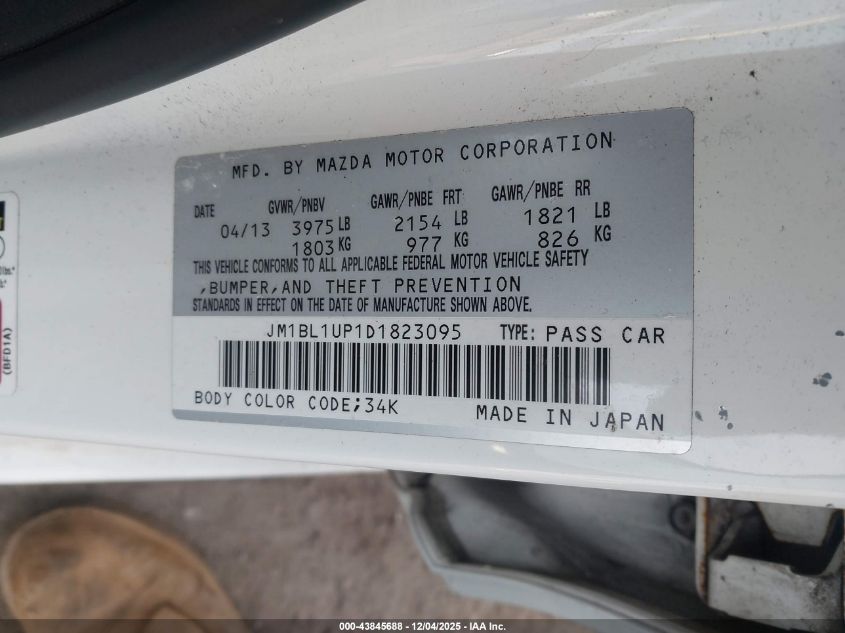 MFD. BY MAZDA MOTOR CORPORATION
DATE GVWR/PNBV GAWR/PNBE FRT GAWR/PNBE RR
04/13 3975 LB 2154 LB 1821 LB
1803 KG 977 KG 826 KG
THIS VEHICLE CONFORMS TO ALL APPLICABLE FEDERAL MOTOR VEHICLE SAFETY
,BUMPER,AND THEFT PREVENTION
STANDARDS IN EFFECT ON THE DATE OF MANUFACTURE SHOWN ABOVE.
JM1BL1UP1D1823095 TYPE: PASS CAR
BODY COLOR CODE;34K MADE IN JAPAN
(BFD1A)
000-43845688 - 12/04/2025 - IAA Inc.